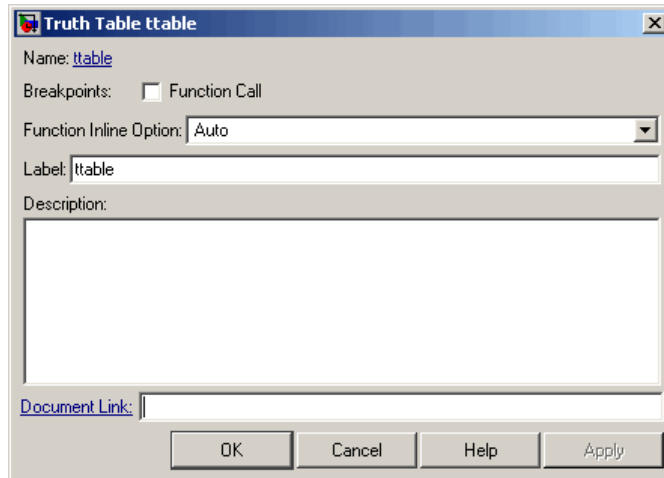 Truth Table ttable
Name: ttable
Breakpoints: Function Call
Function Inline Option: Auto
Label: ttable
Description:
Document Link:
OK Cancel Help Apply